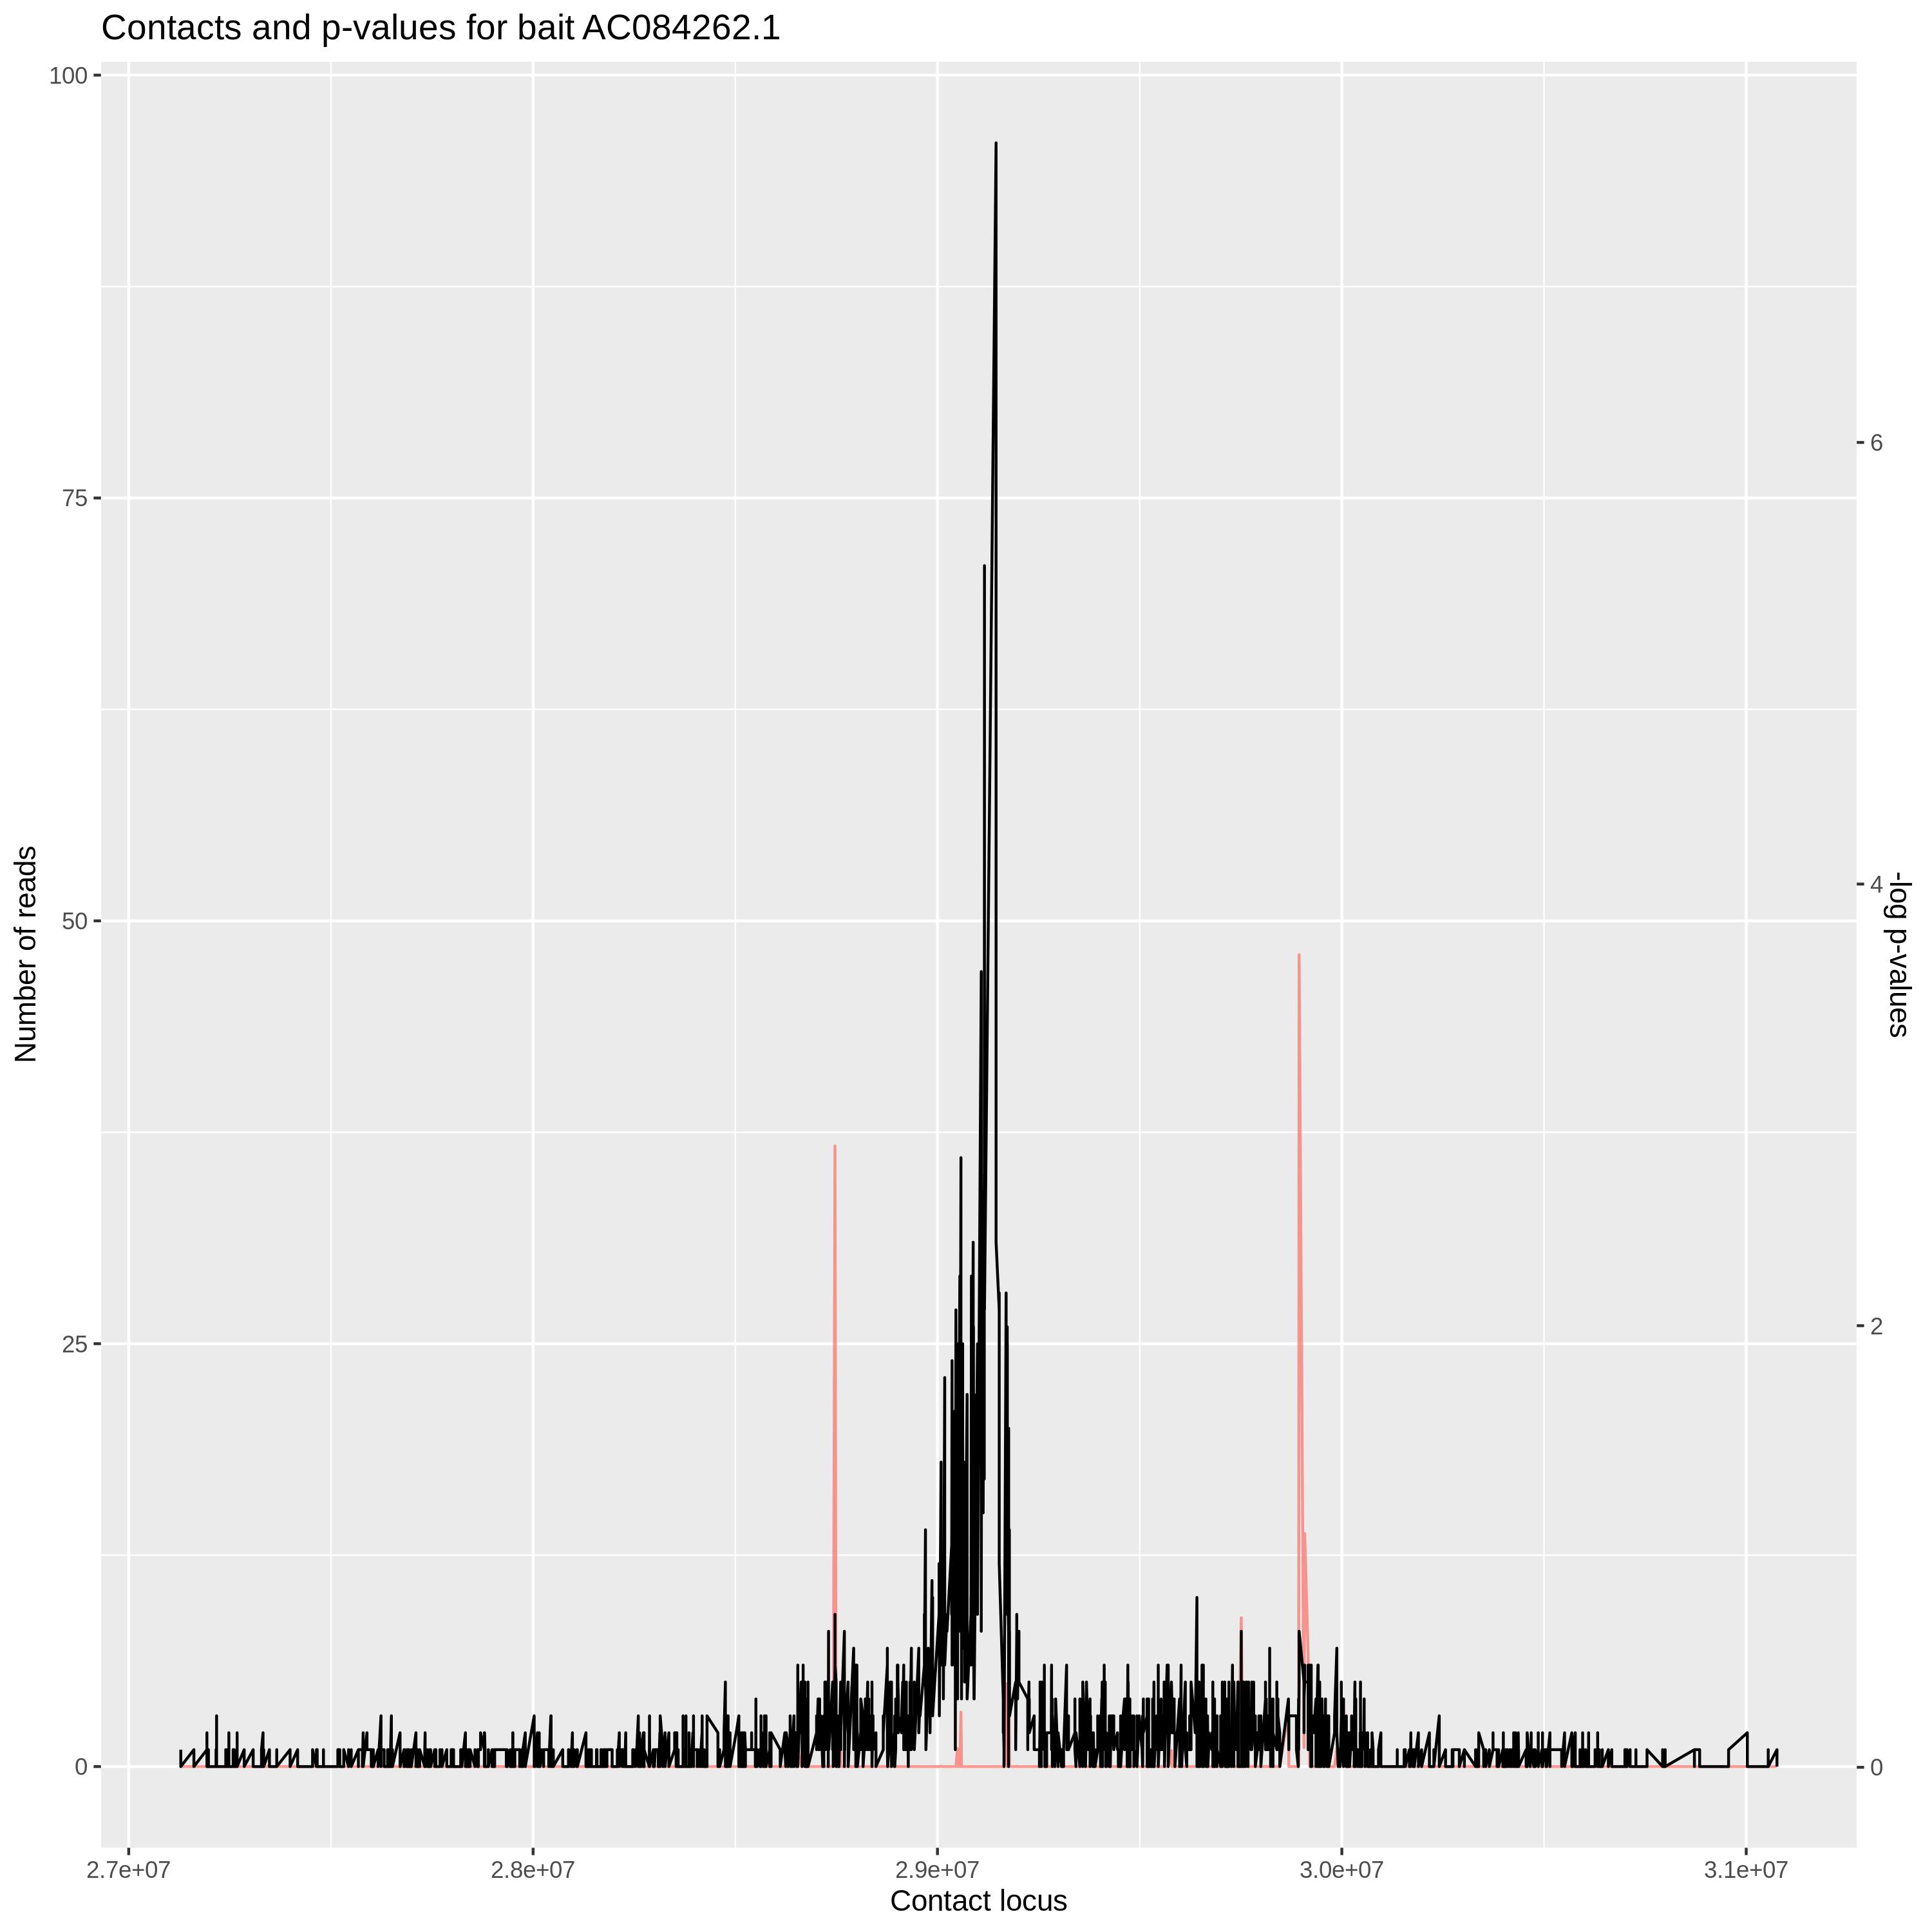 Contacts and p-values for bait AC084262.1
100
75
50
25
0
Number of reads
6
4
2
0
-log p-values
2.7e+07 2.8e+07 2.9e+07 3.0e+07 3.1e+07
Contact locus